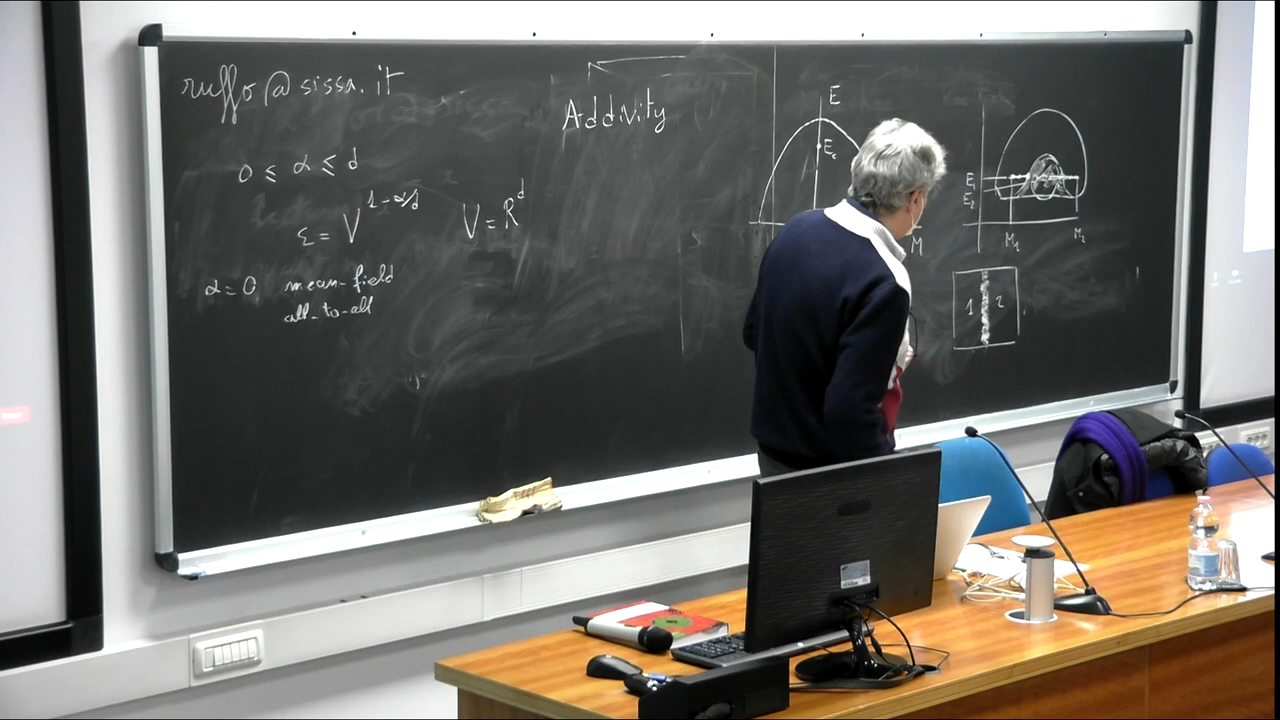 ruffo@sissa.it
0 ≤ α ≤ d
ε = V^{1-α/d}    V = R^d
α = 0  mean-field
all-to-all
Addivity
E
E_c
M
E_1
E_2
M_1
M_2
1  2